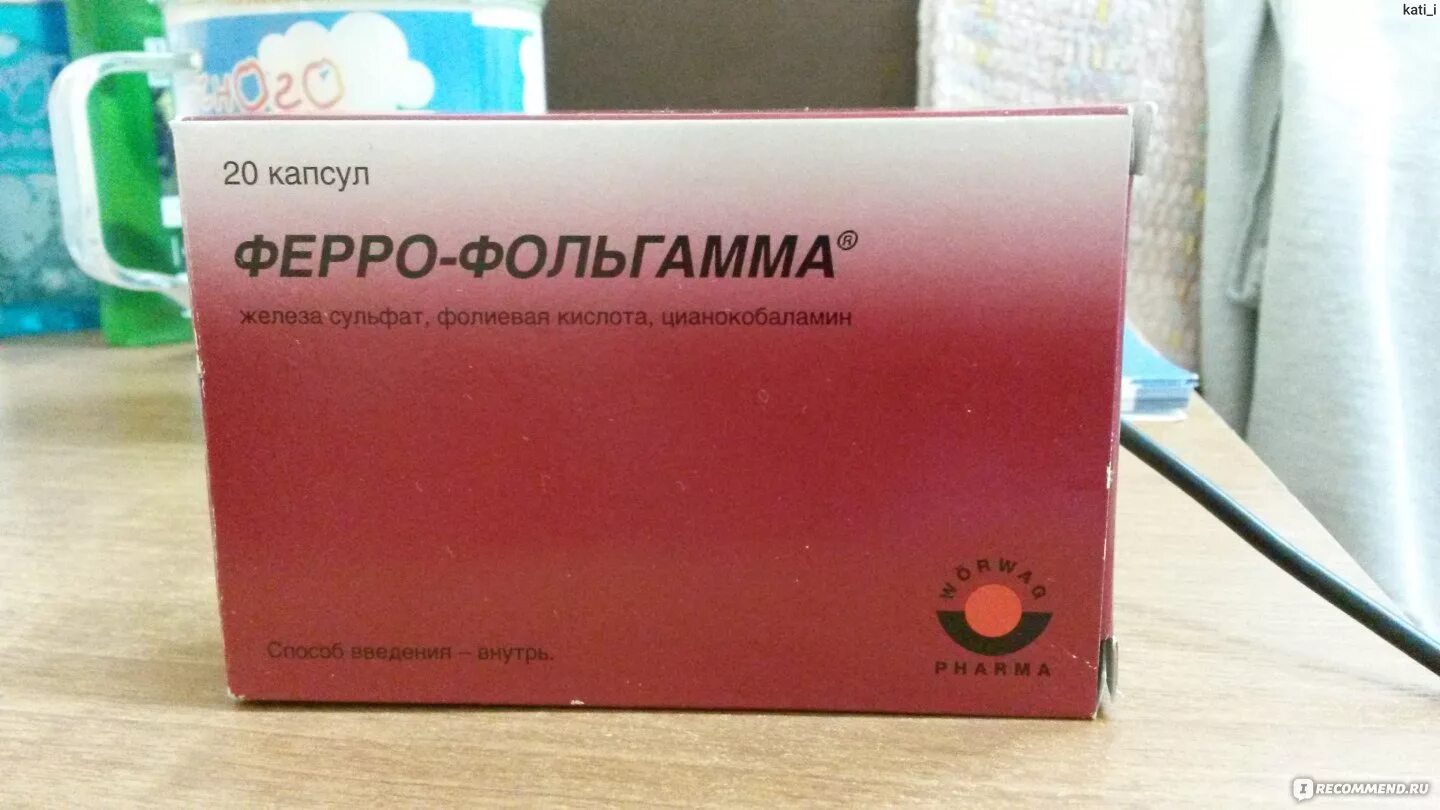 kati_i
20 капсул
ФЕРРО-ФОЛЬГАММА®
железа сульфат, фолиевая кислота, цианокобаламин
WÖRWAG
PHARMA
Способ введения – внутрь.
IRECOMMEND.RU